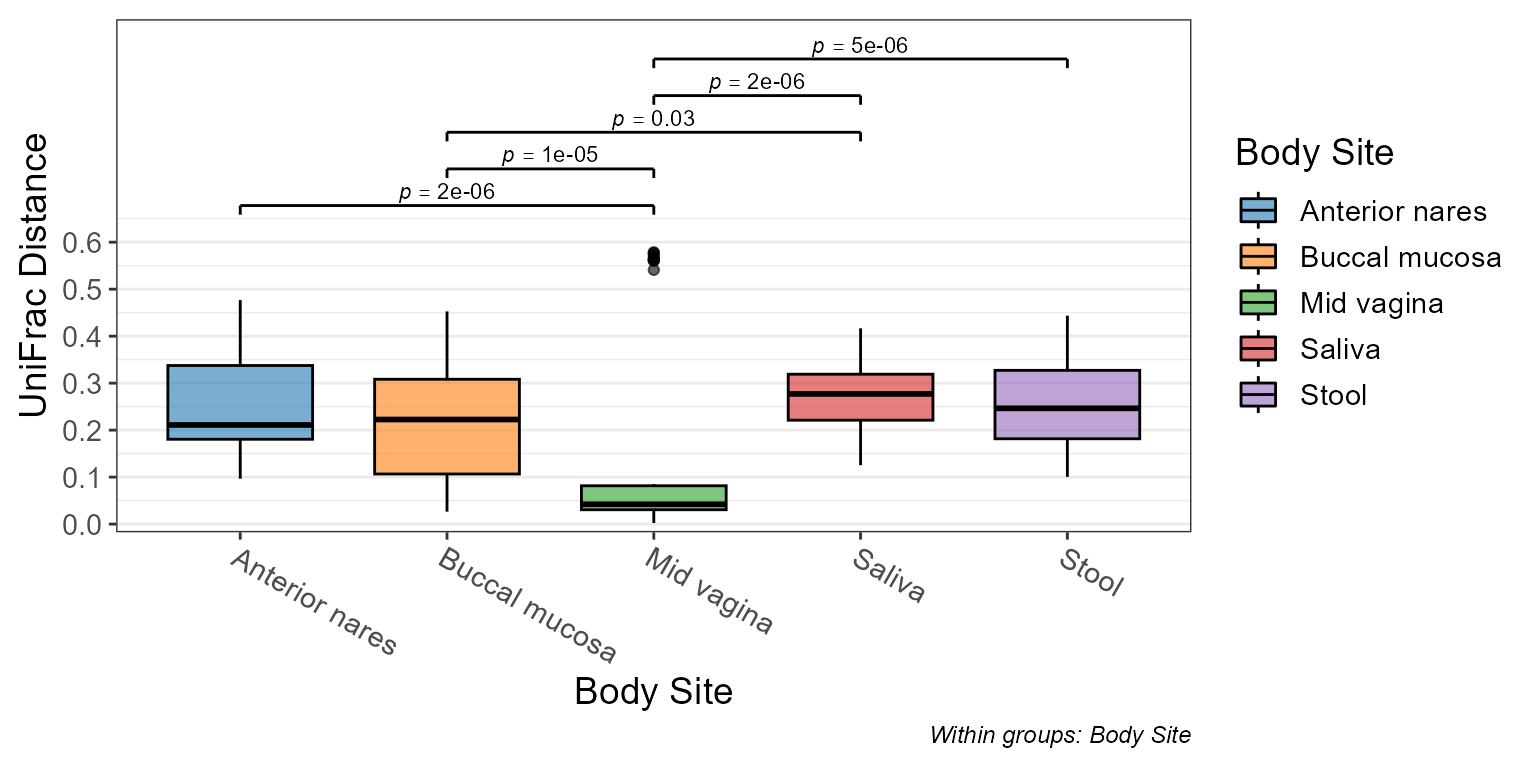 p = 5e-06
p = 2e-06
p = 0.03
p = 1e-05
p = 2e-06
UniFrac Distance
0.6
0.5
0.4
0.3
0.2
0.1
0.0
Anterior nares
Buccal mucosa
Mid vagina
Saliva
Stool
Body Site
Within groups: Body Site
Body Site
Anterior nares
Buccal mucosa
Mid vagina
Saliva
Stool